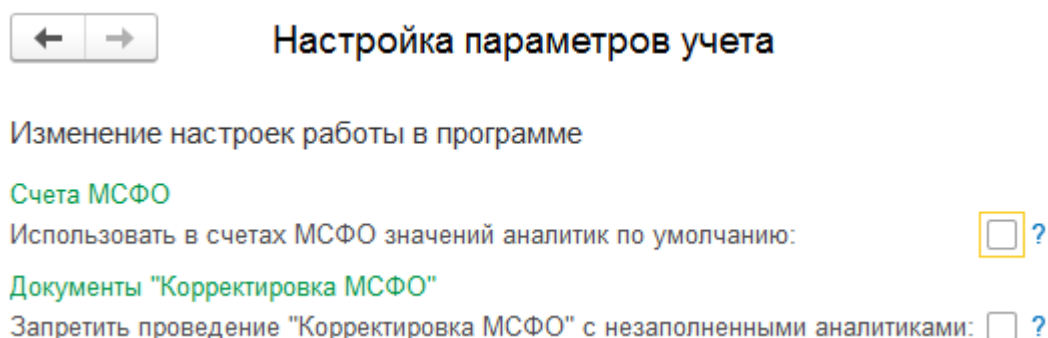 Настройка параметров учета
Изменение настроек работы в программе
Счета МСФО
Использовать в счетах МСФО значений аналитик по умолчанию: ?
Документы "Корректировка МСФО"
Запретить проведение "Корректировка МСФО" с незаполненными аналитиками: ?